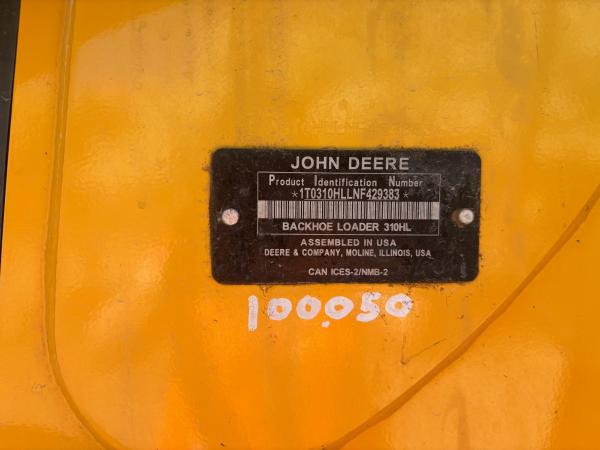 JOHN DEERE
Product Identification Number
*1T0310HLLNF429383*
BACKHOE LOADER 310HL
ASSEMBLED IN USA
DEERE & COMPANY, MOLINE, ILLINOIS, USA
CAN ICES-2/NMB-2
100050